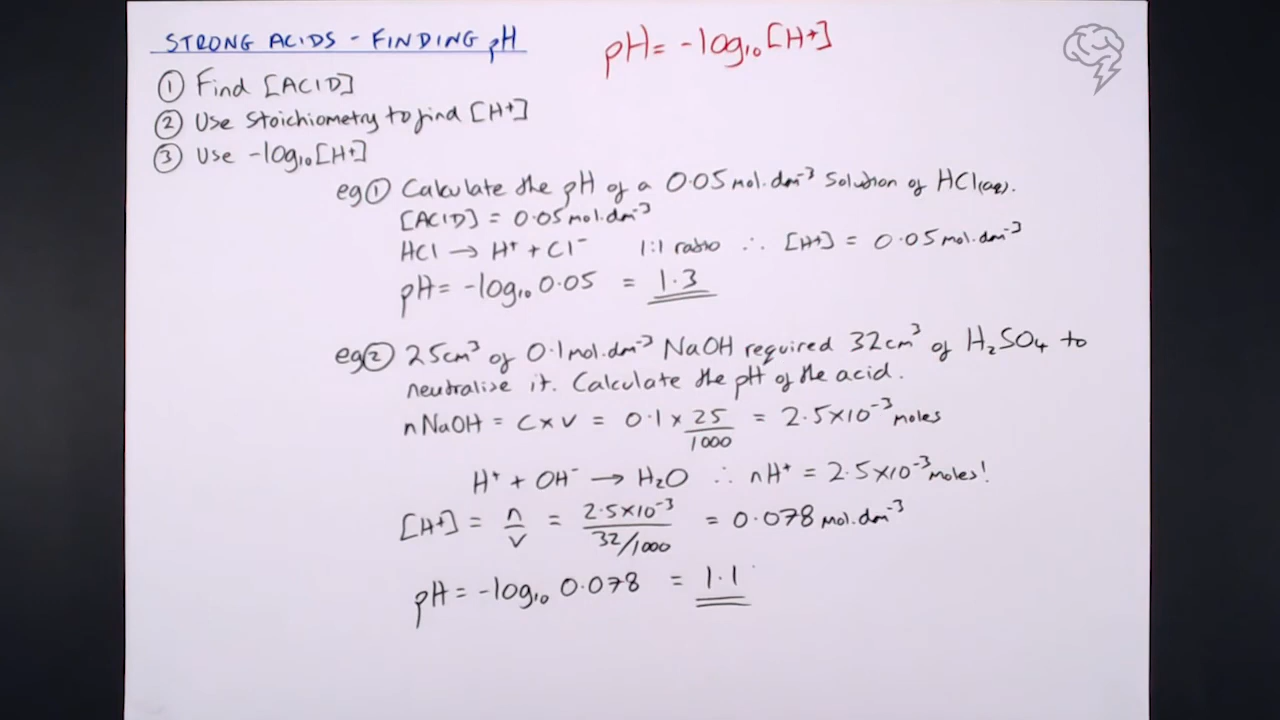 STRONG ACIDS - FINDING pH
pH = -log₁₀ [H⁺]
① Find [ACID]
② Use Stoichiometry to find [H⁺]
③ Use -log₁₀[H⁺]
eg① Calculate the pH of a 0.05 mol.dm⁻³ Solution of HCl(aq).
[ACID] = 0.05 mol.dm⁻³
HCl → H⁺ + Cl⁻ 1:1 ratio ∴ [H⁺] = 0.05 mol.dm⁻³
pH = -log₁₀ 0.05 = 1.3
eg② 25cm³ of 0.1 mol.dm⁻³ NaOH required 32cm³ of H₂SO₄ to
neutralise it. Calculate the pH of the acid.
nNaOH = C × V = 0.1 × 25/1000 = 2.5×10⁻³ moles
H⁺ + OH⁻ → H₂O ∴ nH⁺ = 2.5×10⁻³ moles!
[H⁺] = n/v = 2.5×10⁻³ / 32/1000 = 0.078 mol.dm⁻³
pH = -log₁₀ 0.078 = 1.1